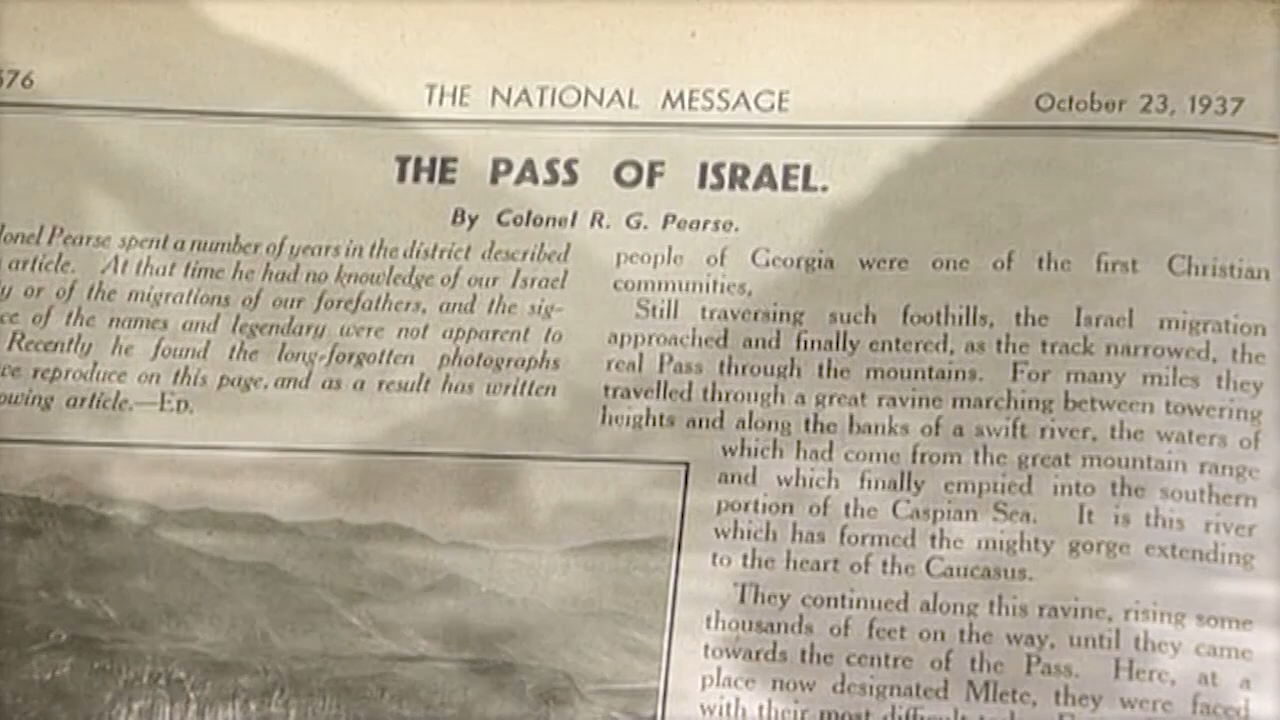 576
THE NATIONAL MESSAGE
October 23, 1937
THE PASS OF ISRAEL.
By Colonel R. G. Pearse.
lonel Pearse spent a number of years in the district described
article. At that time he had no knowledge of our Israel
y or of the migrations of our forefathers, and the sig-
ce of the names and legendary were not apparent to
Recently he found the long-forgotten photographs
we reproduce on this page, and as a result has written
owing article.—ED.
people of Georgia were one of the first Christian
communities,
Still traversing such foothills, the Israel migration
approached and finally entered, as the track narrowed, the
real Pass through the mountains. For many miles they
travelled through a great ravine marching between towering
heights and along the banks of a swift river, the waters of
which had come from the great mountain range
and which finally emptied into the southern
portion of the Caspian Sea. It is this river
which has formed the mighty gorge extending
to the heart of the Caucasus.
They continued along this ravine, rising some
thousands of feet on the way, until they came
towards the centre of the Pass. Here, at a
place now designated Mlete, they were faced
with their most difficult